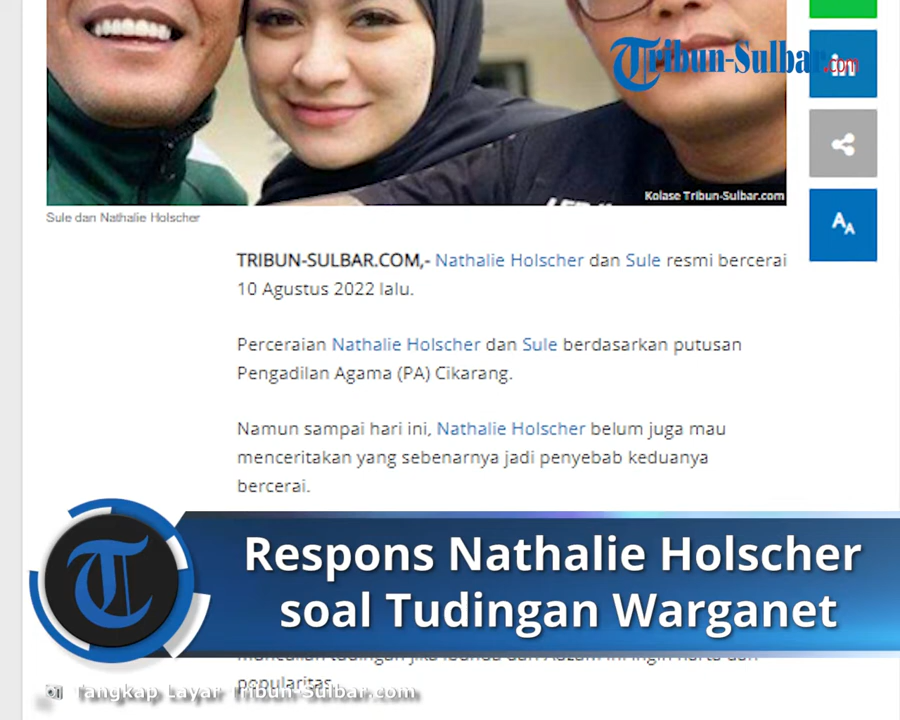 Tribun-Sulbar.com
in
Kolase Tribun-Sulbar.com
Sule dan Nathalie Holscher
A A
TRIBUN-SULBAR.COM,- Nathalie Holscher dan Sule resmi bercerai
10 Agustus 2022 lalu.
Perceraian Nathalie Holscher dan Sule berdasarkan putusan
Pengadilan Agama (PA) Cikarang.
Namun sampai hari ini, Nathalie Holscher belum juga mau
menceritakan yang sebenarnya jadi penyebab keduanya
bercerai.
T
Respons Nathalie Holscher
soal Tudingan Warganet
popularitas.
Tangkap Layar Tribun-Sulbar.com